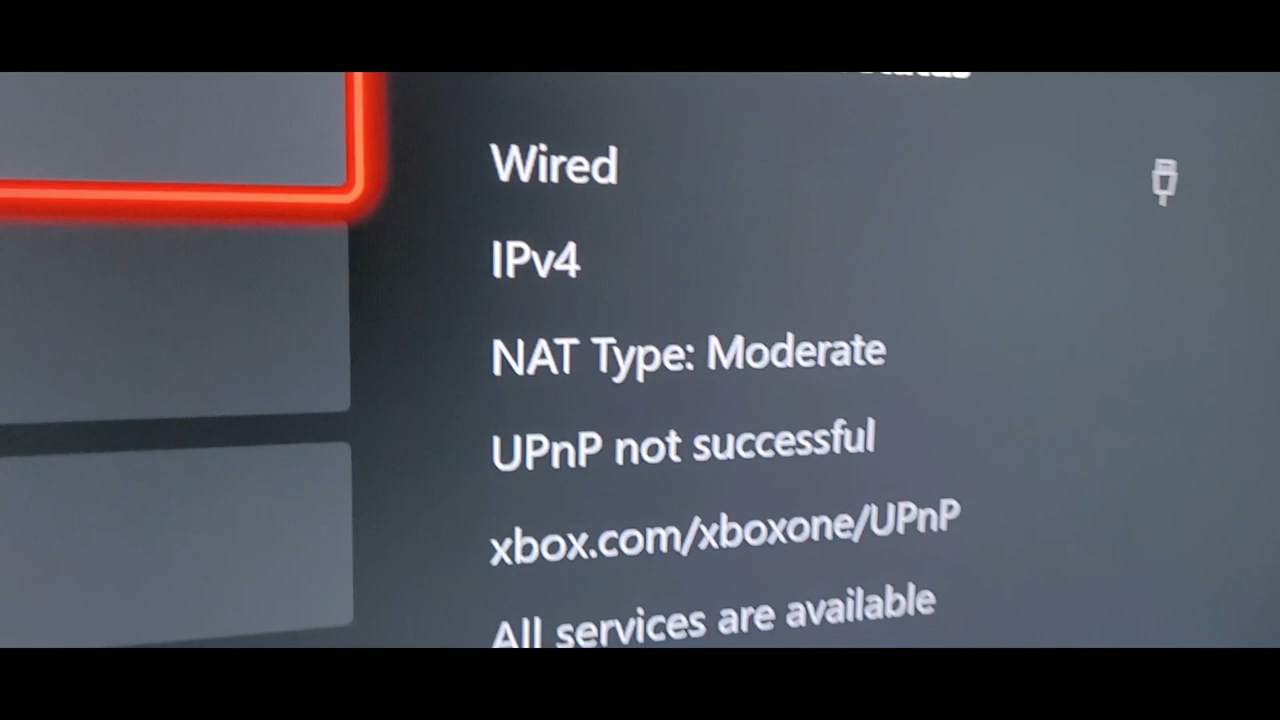 Wired
IPv4
NAT Type: Moderate
UPnP not successful
xbox.com/xboxone/UPnP
All services are available